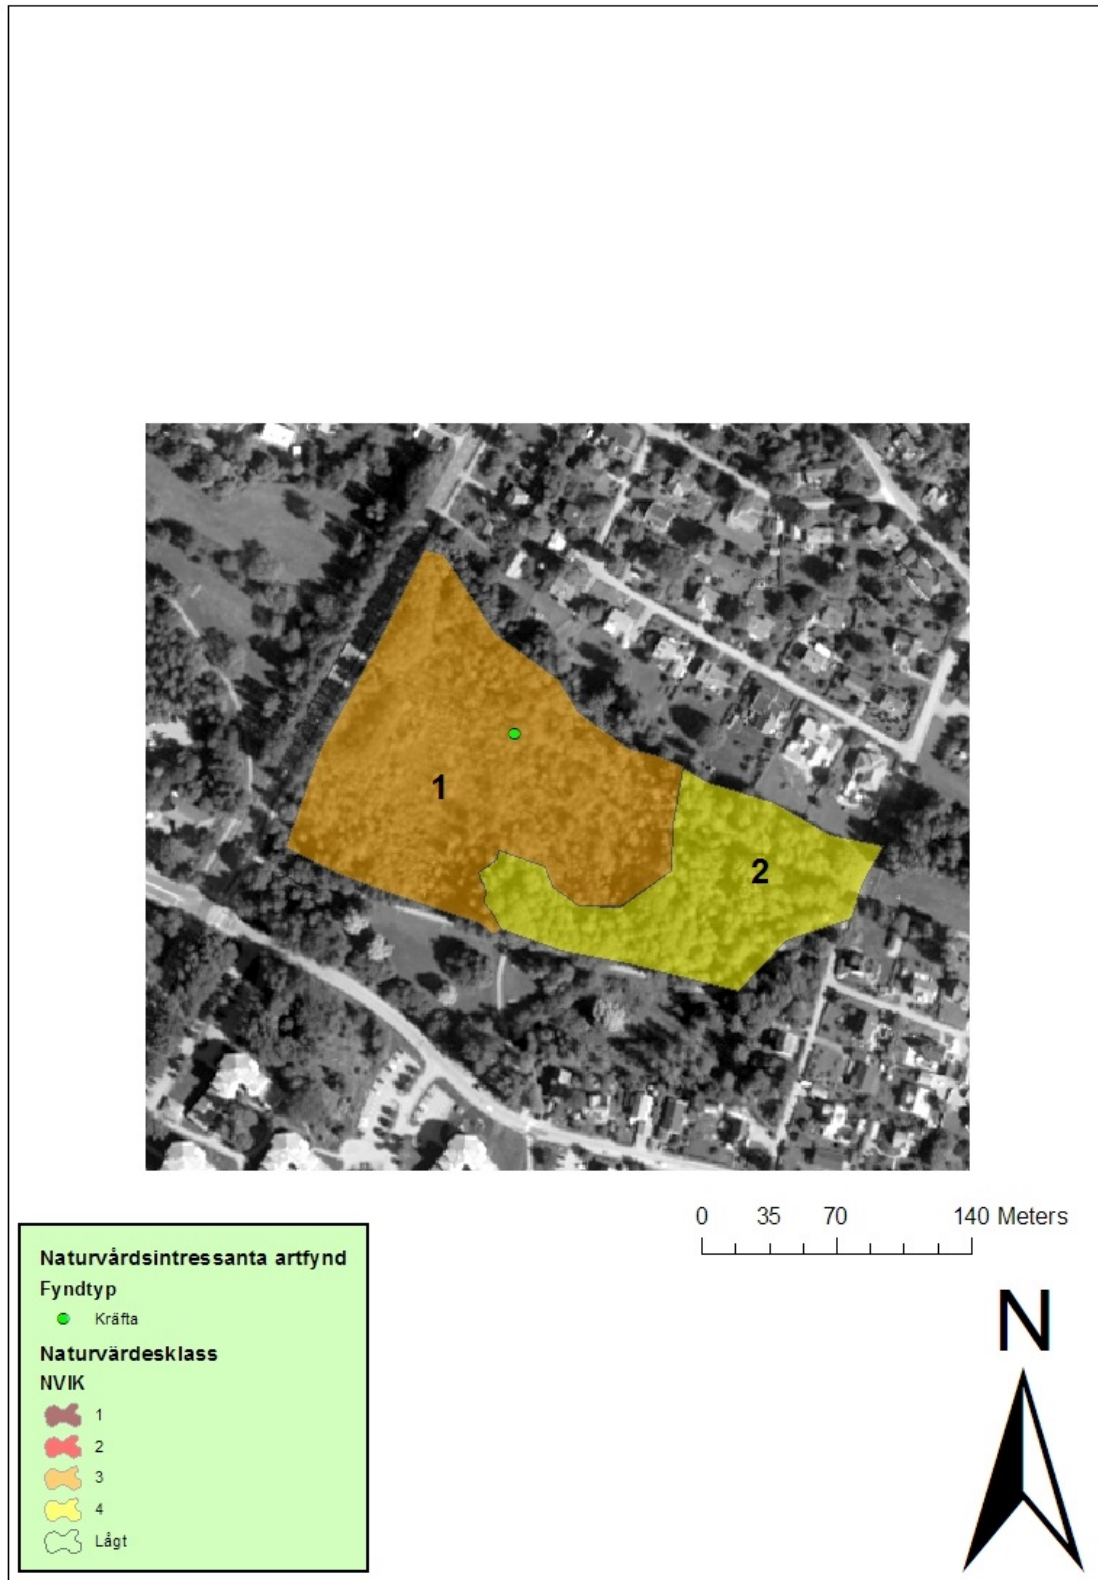 1
2
0 35 70 140 Meters
Naturvårdsintressanta artfynd
Fyndtyp
Kräfta
Naturvärdesklass
NVIK
1
2
3
4
Lågt
N